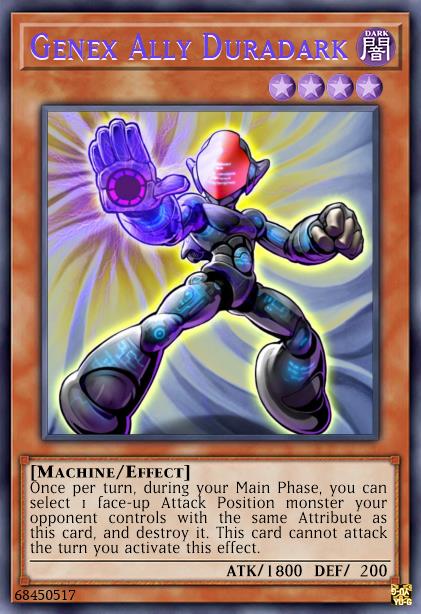 GENEX ALLY DURADARK
DARK
闇
[MACHINE/EFFECT]
Once per turn, during your Main Phase, you can
select 1 face-up Attack Position monster your
opponent controls with the same Attribute as
this card, and destroy it. This card cannot attack
the turn you activate this effect.
ATK/1800 DEF/ 200
68450517